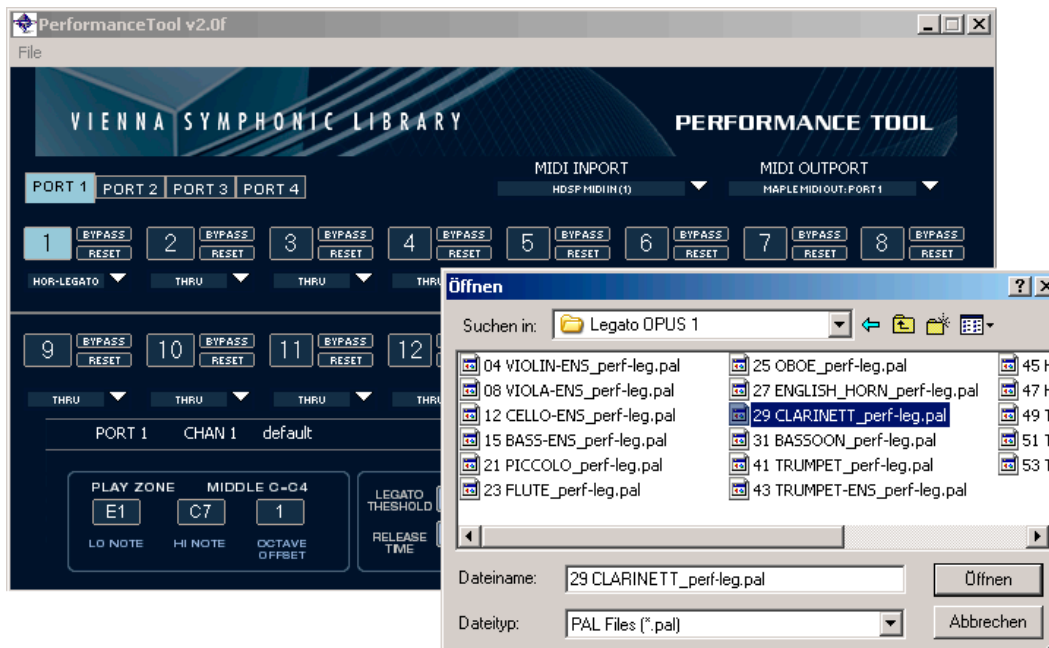 PerformanceTool v2.0f
File
VIENNA SYMPHONIC LIBRARY
PERFORMANCE TOOL
MIDI INPORT MIDI OUTPORT
PORT 1 PORT 2 PORT 3 PORT 4
HDSP MIDI IN (1) MAPLE MIDI OUT: PORT 1
1 BYPASS RESET 2 BYPASS RESET 3 BYPASS RESET 4 BYPASS RESET 5 BYPASS RESET 6 BYPASS RESET 7 BYPASS RESET 8 BYPASS RESET
HOR-LEGATO THRU THRU THRU
9 BYPASS RESET 10 BYPASS RESET 11 BYPASS RESET 12
THRU THRU THRU THRU
PORT 1 CHAN 1 default
PLAY ZONE MIDDLE C=C4
E1 C7 1
LO NOTE HI NOTE OCTAVE OFFSET
LEGATO THESHOLD
RELEASE TIME
Öffnen
Suchen in: Legato OPUS 1
04 VIOLIN-ENS_perf-leg.pal
08 VIOLA-ENS_perf-leg.pal
12 CELLO-ENS_perf-leg.pal
15 BASS-ENS_perf-leg.pal
21 PICCOLO_perf-leg.pal
23 FLUTE_perf-leg.pal
25 OBOE_perf-leg.pal
27 ENGLISH_HORN_perf-leg.pal
29 CLARINETT_perf-leg.pal
31 BASSOON_perf-leg.pal
41 TRUMPET_perf-leg.pal
43 TRUMPET-ENS_perf-leg.pal
45
47
49
51
53
Dateiname: 29 CLARINETT_perf-leg.pal Öffnen
Dateityp: PAL Files (*.pal) Abbrechen